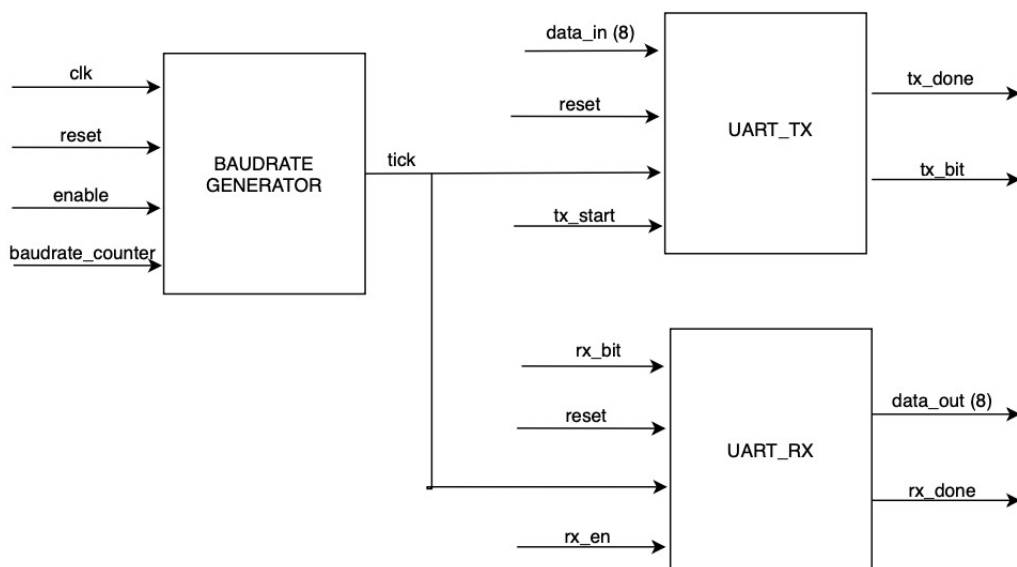 clk
reset
enable
baudrate_counter
BAUDRATE
GENERATOR
tick
data_in (8)
reset
tx_start
UART_TX
tx_done
tx_bit
rx_bit
reset
rx_en
UART_RX
data_out (8)
rx_done